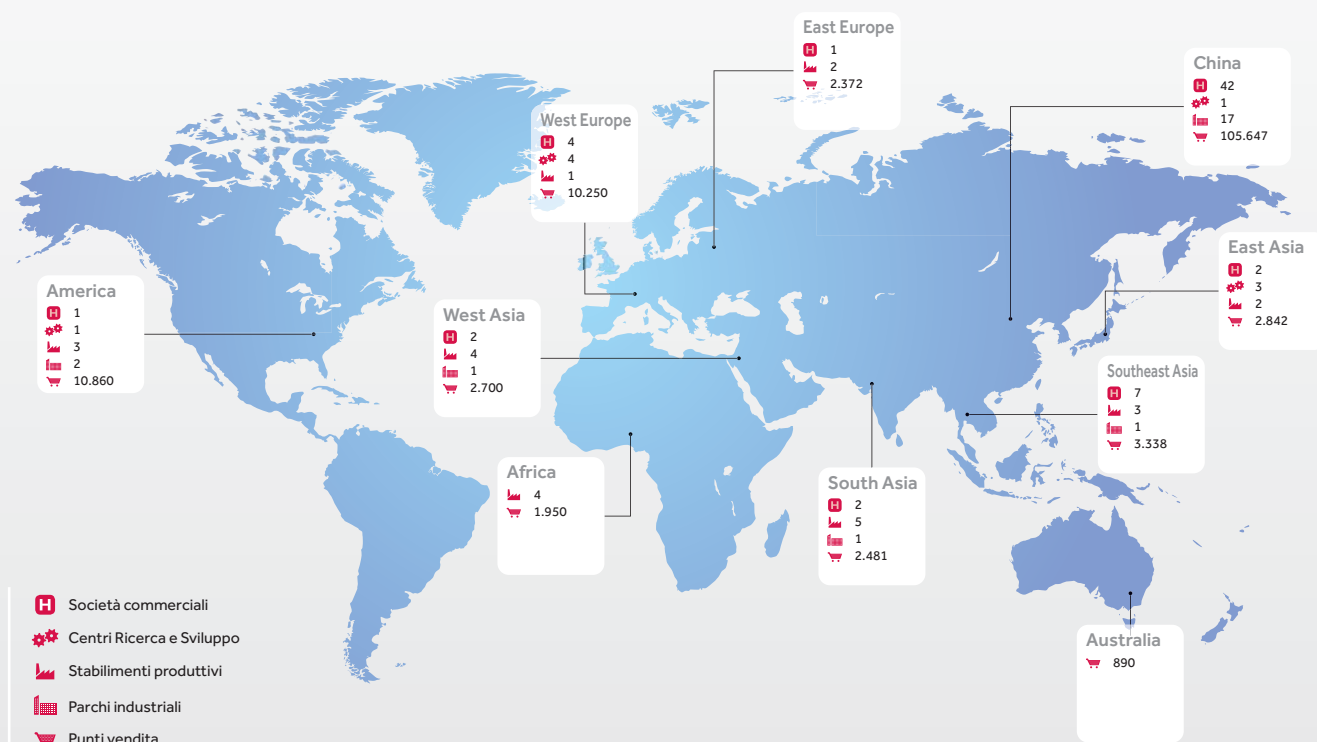 East Europe
H 1
2
2.372
China
H 42
1
17
105.647
West Europe
H 4
4
1
10.250
East Asia
H 2
3
2
2.842
America
H 1
1
3
2
10.860
West Asia
H 2
4
1
2.700
Southeast Asia
H 7
3
1
3.338
Africa
4
1.950
South Asia
H 2
5
1
2.481
Australia
890
H Società commerciali
Centri Ricerca e Sviluppo
Stabilimenti produttivi
Parchi industriali
Punti vendita